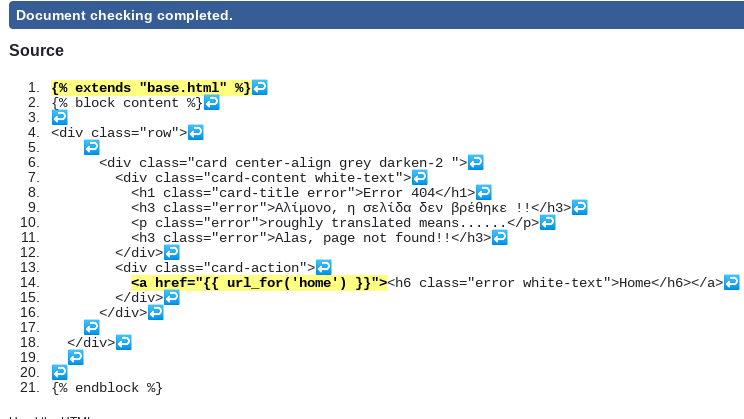 Document checking completed.
Source
1. {% extends "base.html" %}↩
2. {% block content %}↩
3. ↩
4. <div class="row">↩
5. ↩
6. <div class="card center-align grey darken-2 ">↩
7. <div class="card-content white-text">↩
8. <h1 class="card-title error">Error 404</h1>↩
9. <h3 class="error">Αλίμονο, η σελίδα δεν βρέθηκε !!</h3>↩
10. <p class="error">roughly translated means......</p>↩
11. <h3 class="error">Alas, page not found!!</h3>↩
12. </div>↩
13. <div class="card-action">↩
14. <a href="{{ url_for('home') }}"><h6 class="error white-text">Home</h6></a>↩
15. </div>↩
16. </div>↩
17. ↩
18. </div>↩
19. ↩
20. ↩
21. {% endblock %}